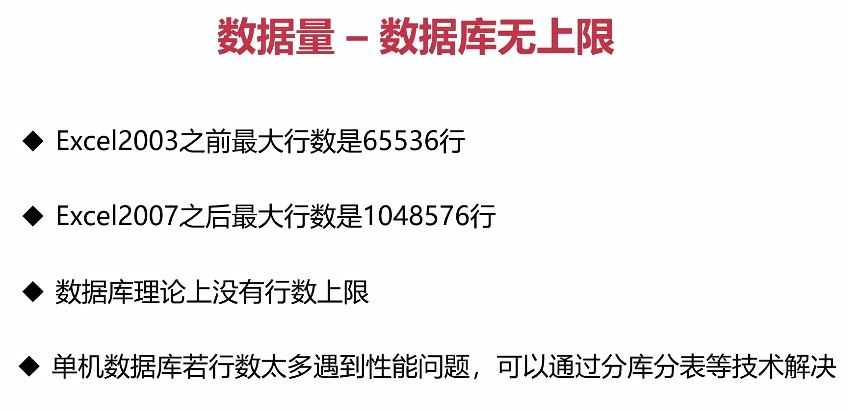 数据量 – 数据库无上限
◆ Excel2003之前最大行数是65536行
◆ Excel2007之后最大行数是1048576行
◆ 数据库理论上没有行数上限
◆ 单机数据库若行数太多遇到性能问题，可以通过分库分表等技术解决